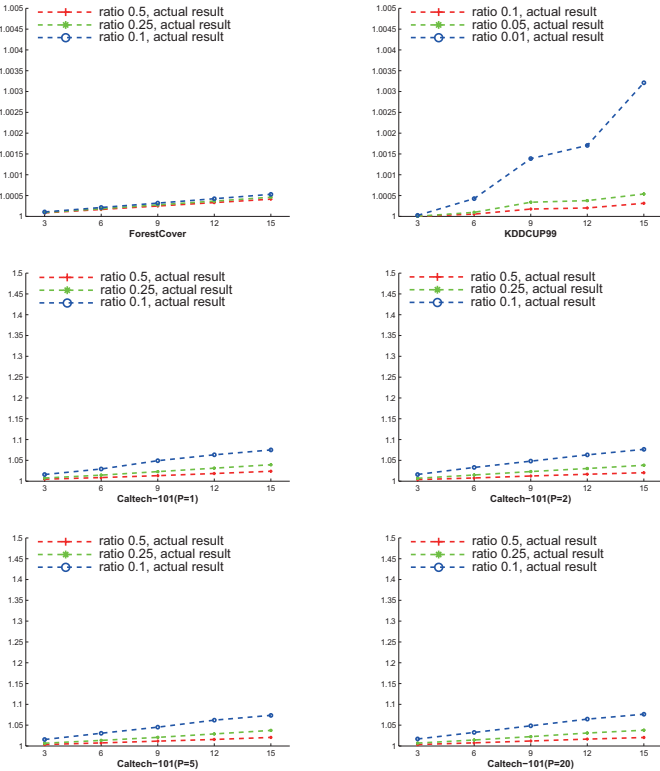 1.005
1.0045
1.004
1.0035
1.003
1.0025
1.002
1.0015
1.001
1.0005
1
ratio 0.5, actual result
ratio 0.25, actual result
ratio 0.1, actual result
3 6 9 12 15
ForestCover
1.005
1.0045
1.004
1.0035
1.003
1.0025
1.002
1.0015
1.001
1.0005
1
ratio 0.1, actual result
ratio 0.05, actual result
ratio 0.01, actual result
3 6 9 12 15
KDDCUP99
1.5
1.45
1.4
1.35
1.3
1.25
1.2
1.15
1.1
1.05
1
ratio 0.5, actual result
ratio 0.25, actual result
ratio 0.1, actual result
3 6 9 12 15
Caltech−101(P=1)
1.5
1.45
1.4
1.35
1.3
1.25
1.2
1.15
1.1
1.05
1
ratio 0.5, actual result
ratio 0.25, actual result
ratio 0.1, actual result
3 6 9 12 15
Caltech−101(P=2)
1.5
1.45
1.4
1.35
1.3
1.25
1.2
1.15
1.1
1.05
1
ratio 0.5, actual result
ratio 0.25, actual result
ratio 0.1, actual result
3 6 9 12 15
Caltech−101(P=5)
1.5
1.45
1.4
1.35
1.3
1.25
1.2
1.15
1.1
1.05
1
ratio 0.5, actual result
ratio 0.25, actual result
ratio 0.1, actual result
3 6 9 12 15
Caltech−101(P=20)